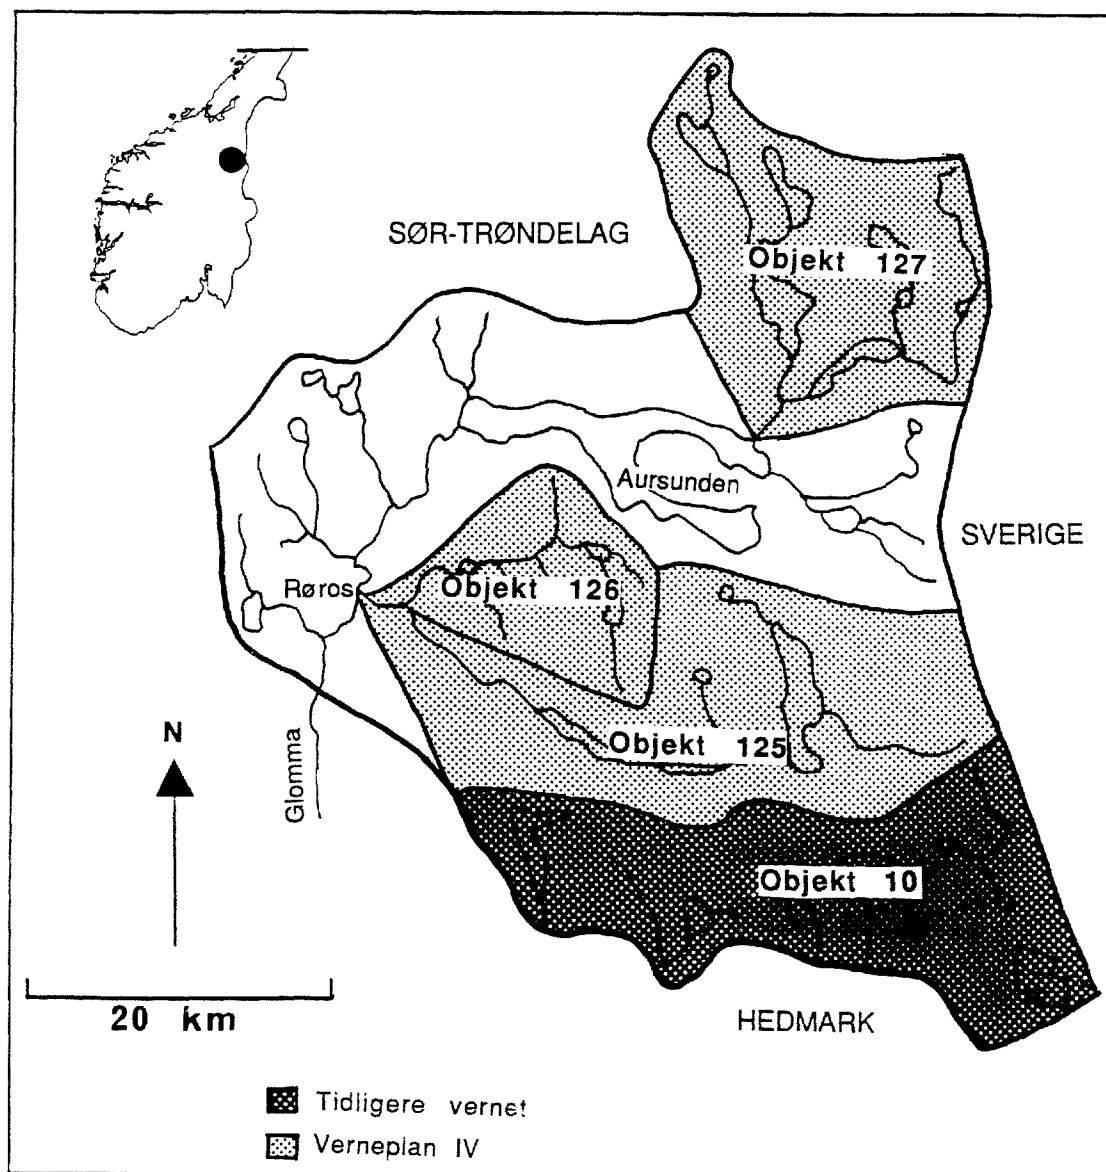 SØR-TRØNDELAG
Objekt 127
Aursunden
SVERIGE
Røros
Objekt 126
Objekt 125
N
Glomma
Objekt 10
20 km
HEDMARK
Tidligere vernet
Verneplan IV